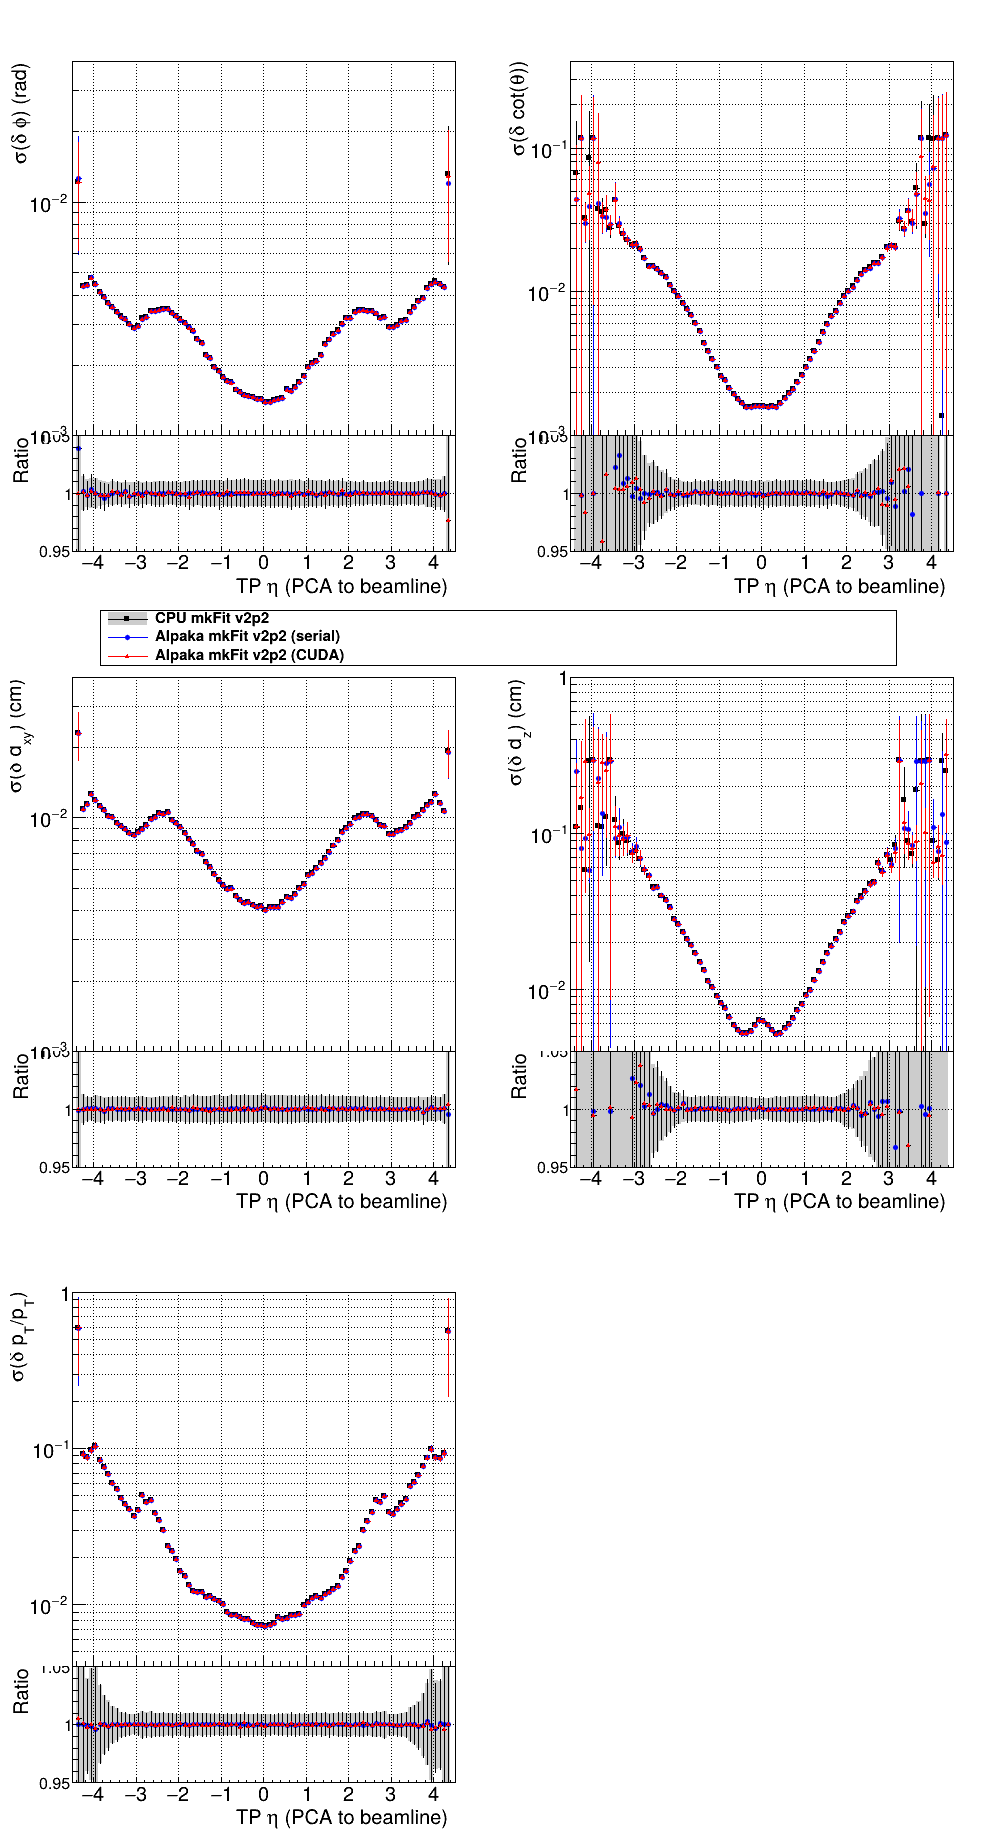 σ(δ φ) (rad)
10⁻²
10⁻³
Ratio
1.05
1
0.95
−4 −3 −2 −1 0 1 2 3 4
TP η (PCA to beamline)
σ(δ cot(θ))
10⁻¹
10⁻²
10⁻³
Ratio
1.05
1
0.95
−4 −3 −2 −1 0 1 2 3 4
TP η (PCA to beamline)
CPU mkFit v2p2
Alpaka mkFit v2p2 (serial)
Alpaka mkFit v2p2 (CUDA)
σ(δ d_xy) (cm)
10⁻²
10⁻³
Ratio
1.05
1
0.95
−4 −3 −2 −1 0 1 2 3 4
TP η (PCA to beamline)
σ(δ d_z) (cm)
1
10⁻¹
10⁻²
Ratio
1.05
1
0.95
−4 −3 −2 −1 0 1 2 3 4
TP η (PCA to beamline)
σ(δ p_T/p_T)
1
10⁻¹
10⁻²
Ratio
1.05
1
0.95
−4 −3 −2 −1 0 1 2 3 4
TP η (PCA to beamline)